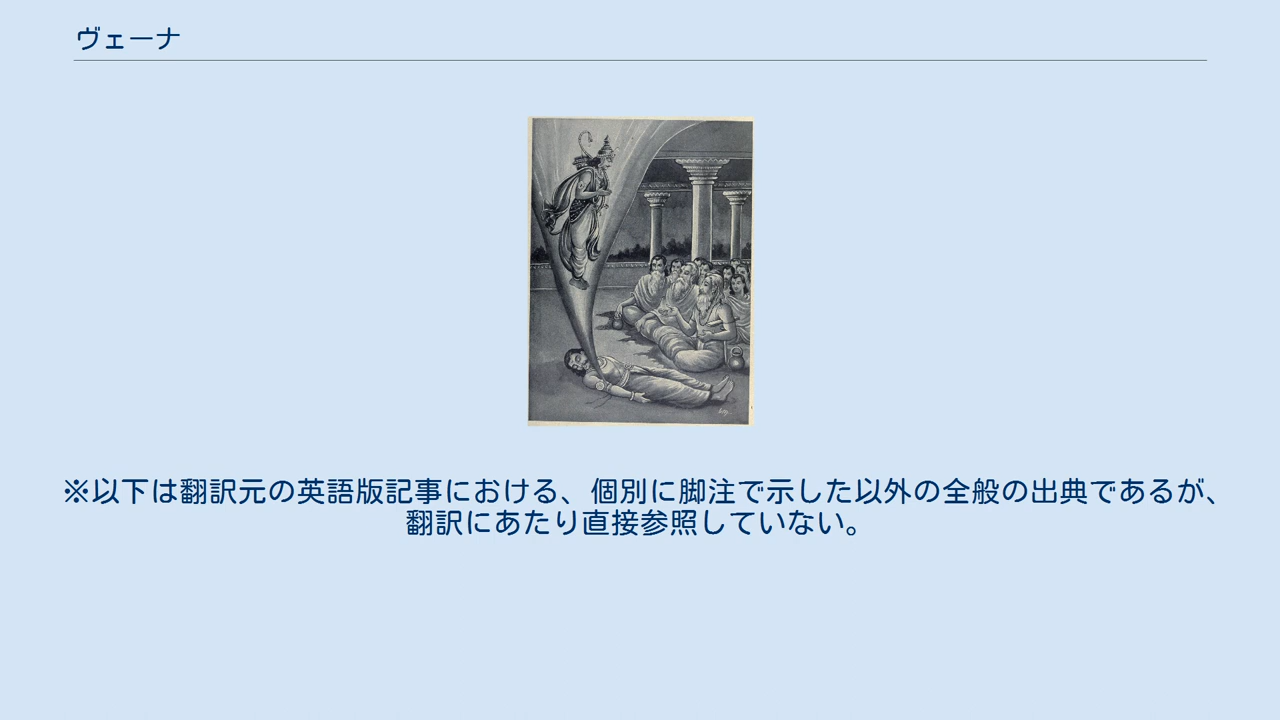 ヴェーナ
※以下は翻訳元の英語版記事における、個別に脚注で示した以外の全般の出典であるが、
翻訳にあたり直接参照していない。